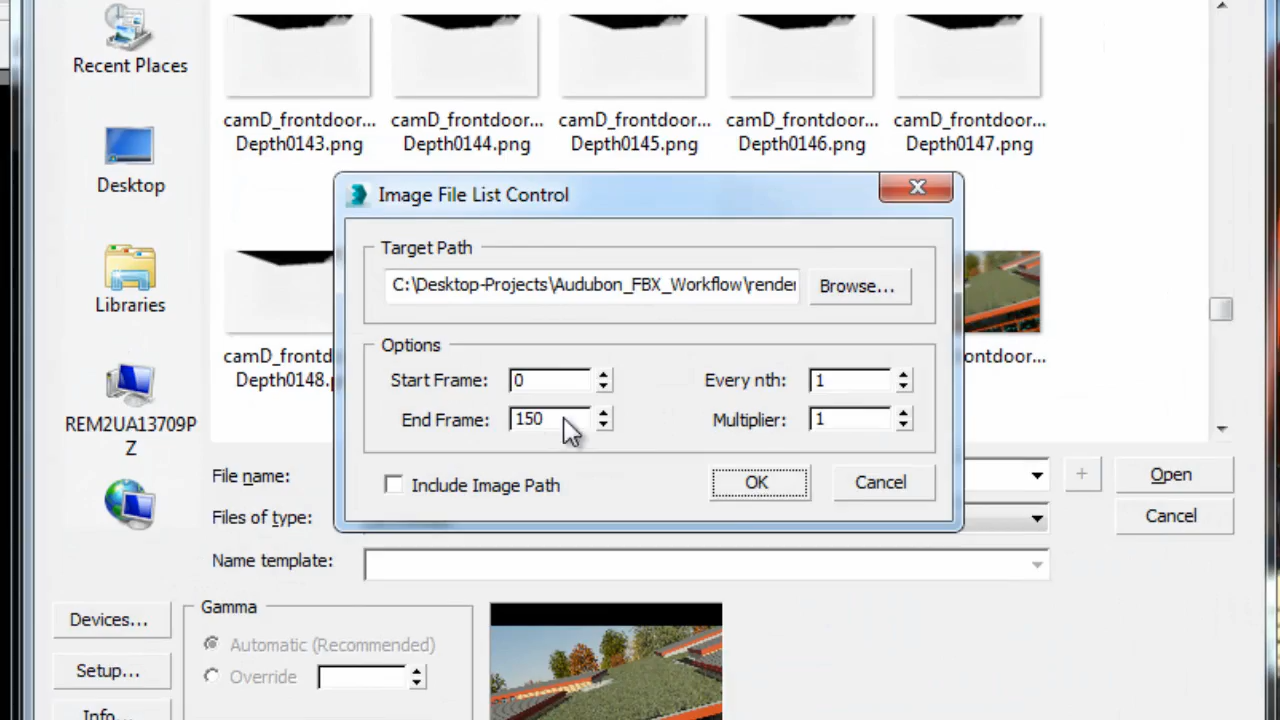 Recent Places
Desktop
Libraries
REM2UA13709P
Z
camD_frontdoor... camD_frontdoor... camD_frontdoor... camD_frontdoor... camD_frontdoor...
Depth0143.png Depth0144.png Depth0145.png Depth0146.png Depth0147.png
camD_frontd
Depth0148.
ontdoor...
Image File List Control
Target Path
C:\Desktop-Projects\Audubon_FBX_Workflow\render
Browse...
Options
Start Frame: 0
Every nth: 1
End Frame: 150
Multiplier: 1
Include Image Path
OK
Cancel
File name:
+
Open
Files of type:
Cancel
Name template:
Devices...
Setup...
Info...
Gamma
Automatic (Recommended)
Override